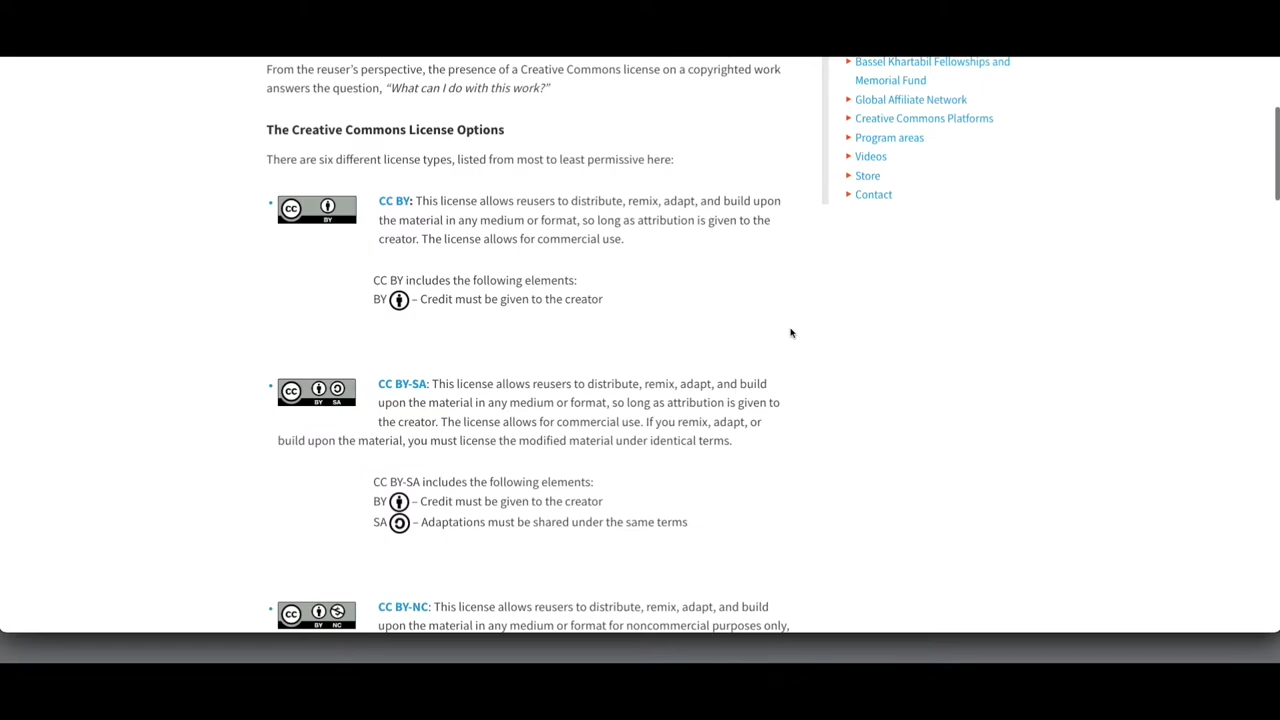 From the reuser’s perspective, the presence of a Creative Commons license on a copyrighted work
answers the question, “What can I do with this work?”
The Creative Commons License Options
There are six different license types, listed from most to least permissive here:
CC BY
CC BY: This license allows reusers to distribute, remix, adapt, and build upon
the material in any medium or format, so long as attribution is given to the
creator. The license allows for commercial use.
CC BY includes the following elements:
BY – Credit must be given to the creator
CC BY SA
CC BY-SA: This license allows reusers to distribute, remix, adapt, and build
upon the material in any medium or format, so long as attribution is given to
the creator. The license allows for commercial use. If you remix, adapt, or
build upon the material, you must license the modified material under identical terms.
CC BY-SA includes the following elements:
BY – Credit must be given to the creator
SA – Adaptations must be shared under the same terms
CC BY NC
CC BY-NC: This license allows reusers to distribute, remix, adapt, and build
upon the material in any medium or format for noncommercial purposes only,
Bassel Khartabil Fellowships and
Memorial Fund
Global Affiliate Network
Creative Commons Platforms
Program areas
Videos
Store
Contact